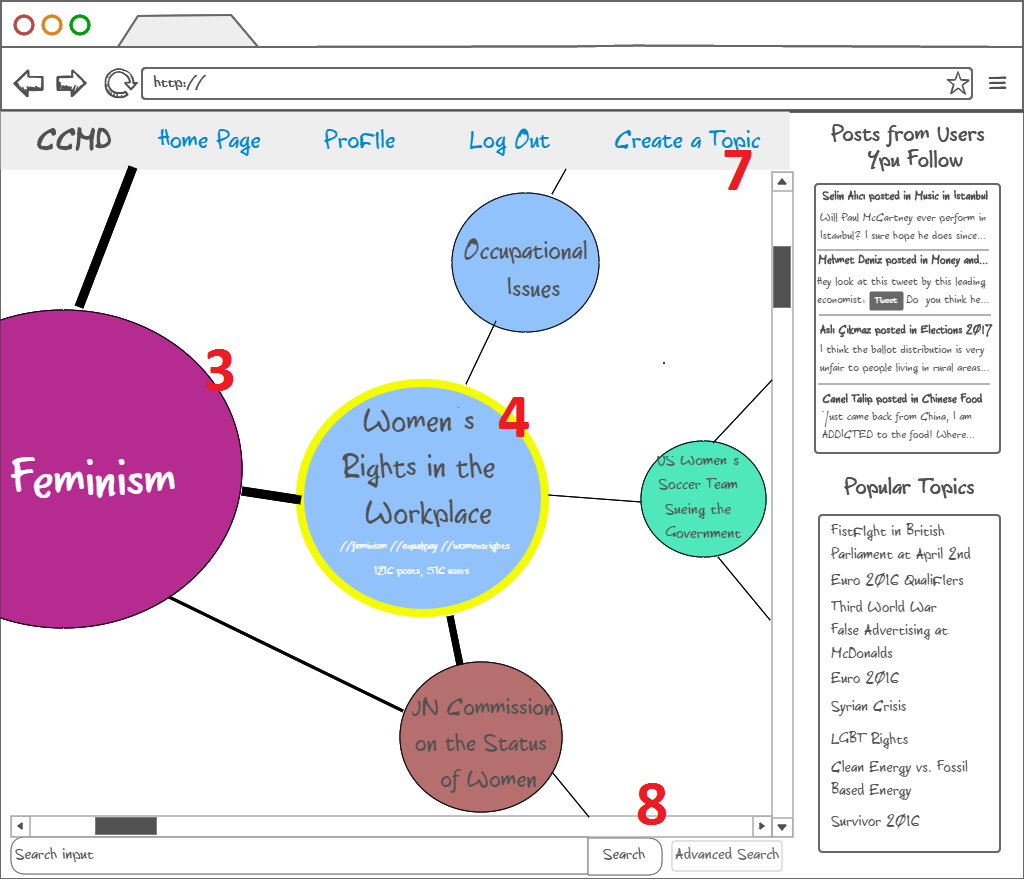 http://
CCMD Home Page ProFIle Log Out Create a Topic
7
Occupational
Issues
3
Feminism
4
Women s
Rights in the
Workplace
//feminism //equalpay //womensrights
1216 posts, 516 users
US Women s
Soccer Team
Sueing the
Government
UN Commission
on the Status
of Women
8
Search input
Search
Advanced Search
Posts from Users
You Follow
Selin Alıcı posted in Music in Istanbul
Will Paul McCartney ever perform in
Istanbul? I sure hope he does since...
Mehmet Deniz posted in Money and...
Hey look at this tweet by this leading
economist: Tweet Do you think he...
Aslı Çıkmaz posted in Elections 2017
I think the ballot distribution is very
unfair to people living in rural areas...
Canel Talip posted in Chinese Food
Just came back from China, I am
ADDICTED to the food! Where...
Popular Topics
FistFIght in British
Parliament at April 2nd
Euro 2016 QualiFIers
Third World War
False Advertising at
McDonalds
Euro 2016
Syrian Crisis
LGBT Rights
Clean Energy vs. Fossil
Based Energy
Survivor 2016